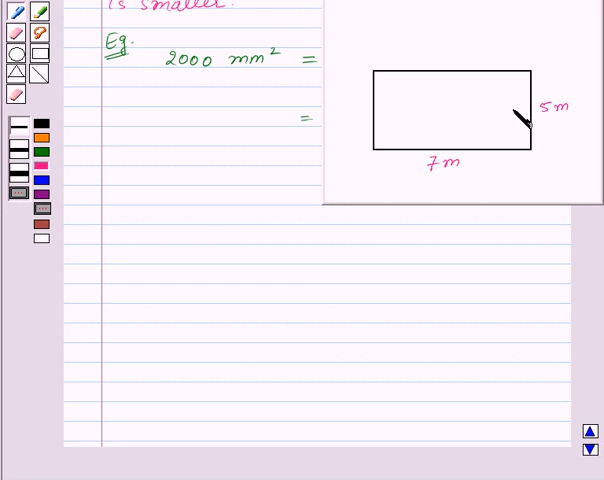 is smaller.
Eg.
2000 mm² =
=
5m
7m